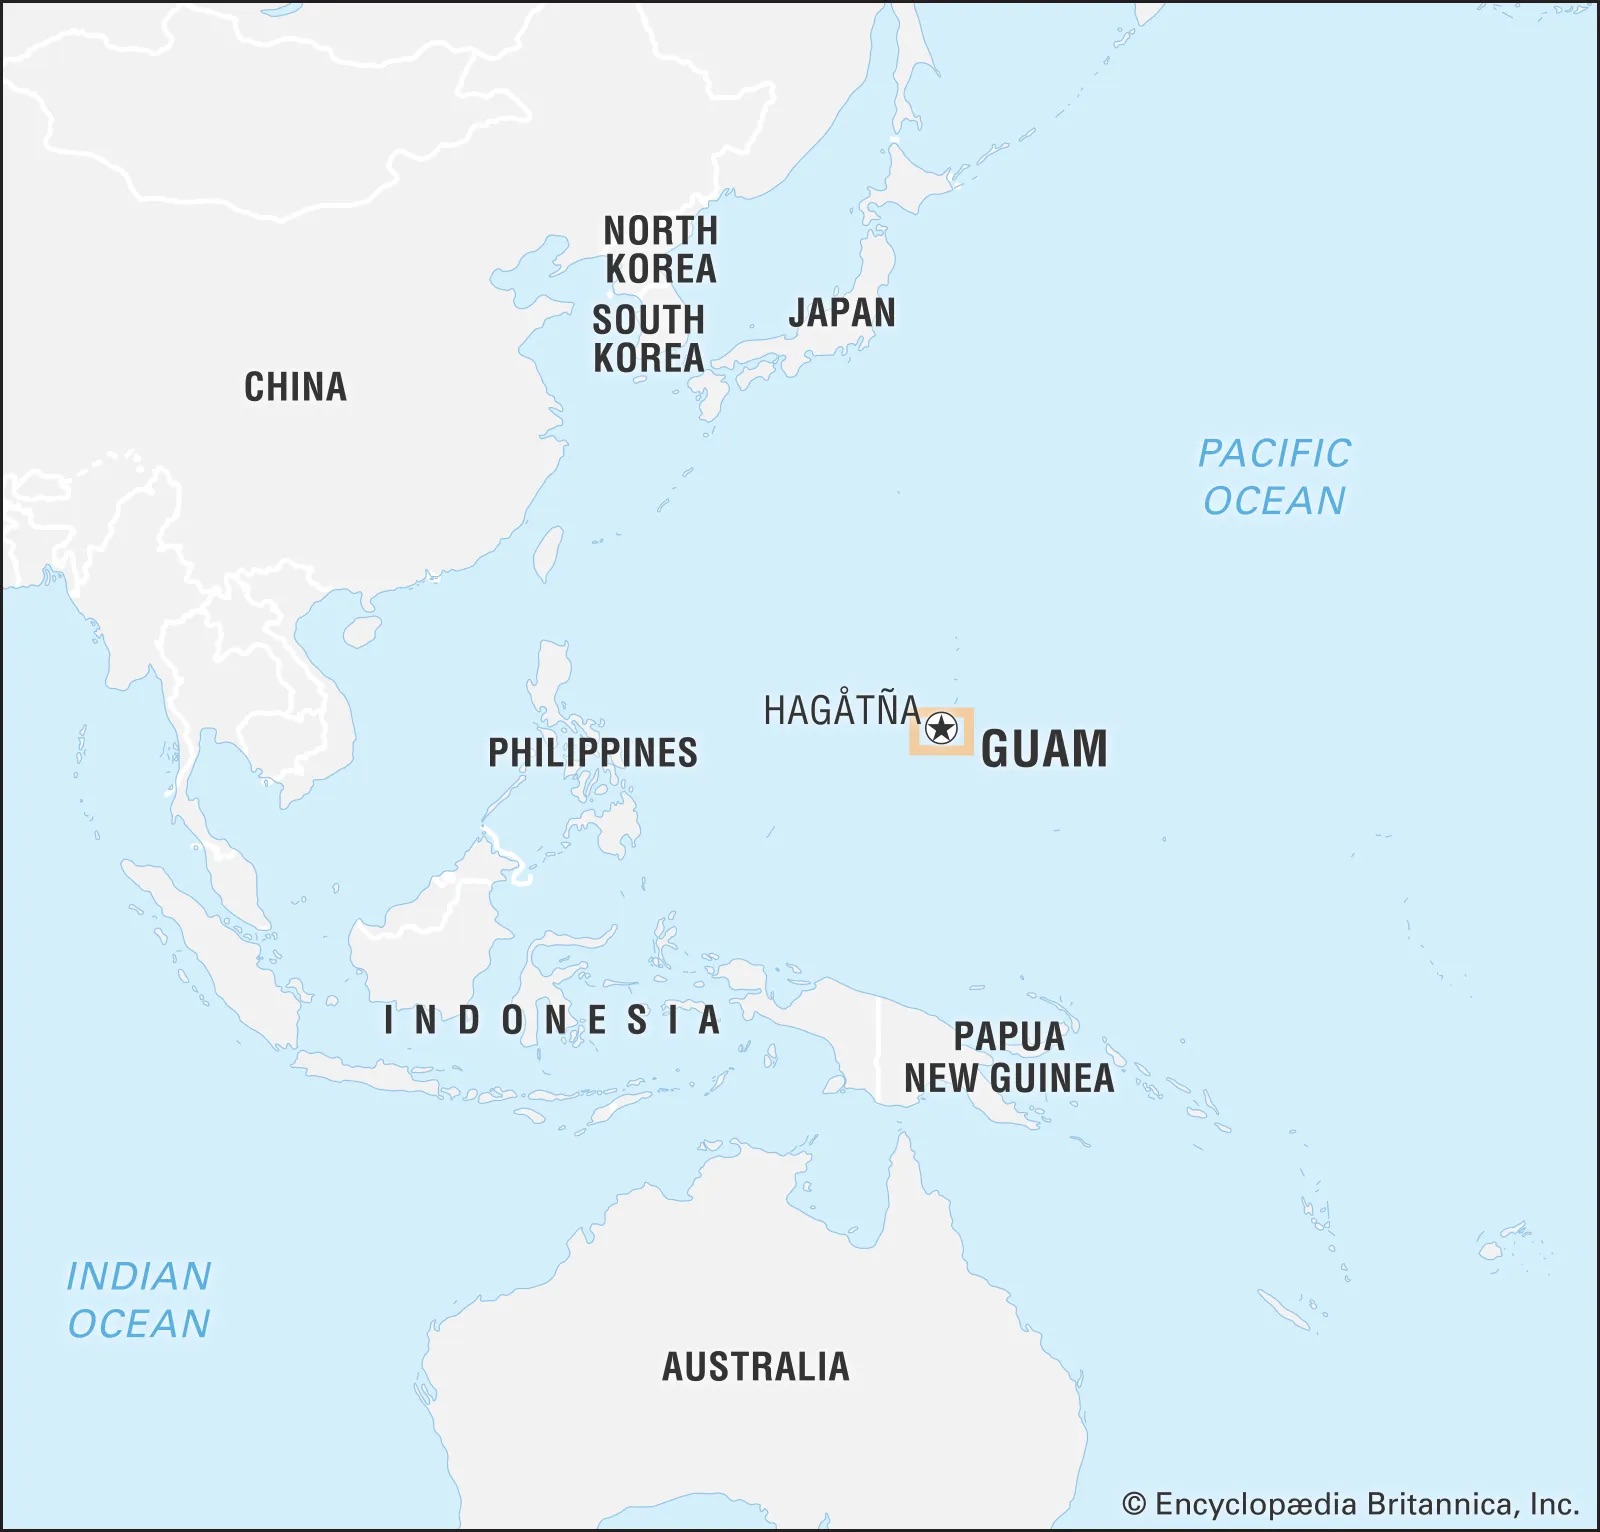 NORTH
KOREA
SOUTH
KOREA
JAPAN
CHINA
PACIFIC
OCEAN
HAGÅTÑA
GUAM
PHILIPPINES
INDONESIA
PAPUA
NEW GUINEA
INDIAN
OCEAN
AUSTRALIA
© Encyclopædia Britannica, Inc.